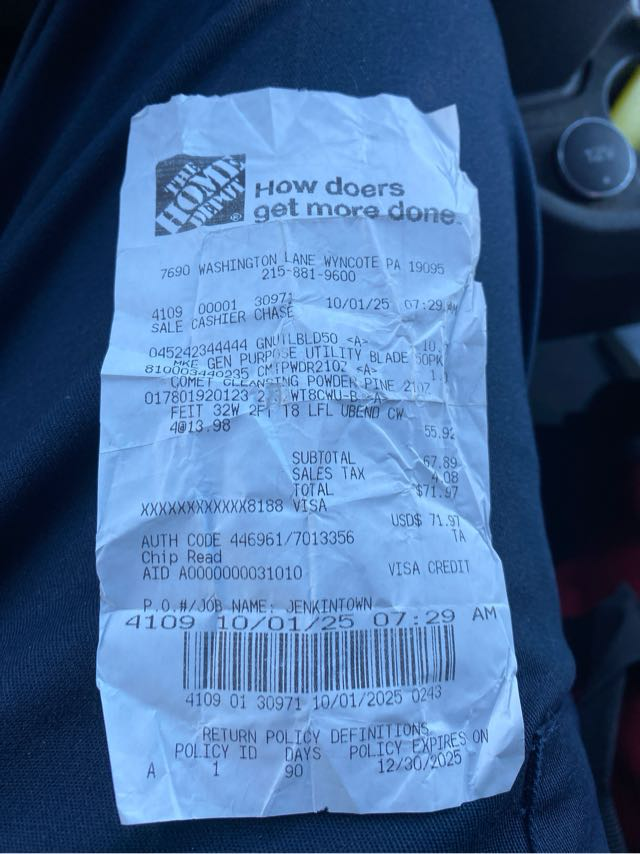 THE
HOME
DEPOT
®
How doers
get more done.
7690 WASHINGTON LANE WYNCOTE PA 19095
215-881-9600
4109 00001 30971 10/01/25 07:29 AM
SALE CASHIER CHASE
045242344444 GNUTLBLD50 <A>
MKE GEN PURPOSE UTILITY BLADE 50PK
810003440235 <A>
COMET CLEANSING POWDER PINE 21OZ
017801920123
FEIT 32W 2FT T8 LFL UBEND CW
4@13.98 55.92
SUBTOTAL 67.89
SALES TAX 4.08
TOTAL $71.97
XXXXXXXXXXXX8188 VISA
USD$ 71.97
AUTH CODE 446961/7013356 TA
Chip Read
AID A0000000031010 VISA CREDIT
P.O.#/JOB NAME: JENKINTOWN
4109 10/01/25 07:29 AM
4109 01 30971 10/01/2025 0243
RETURN POLICY DEFINITIONS
POLICY ID DAYS POLICY EXPIRES ON
A 1 90 12/30/2025